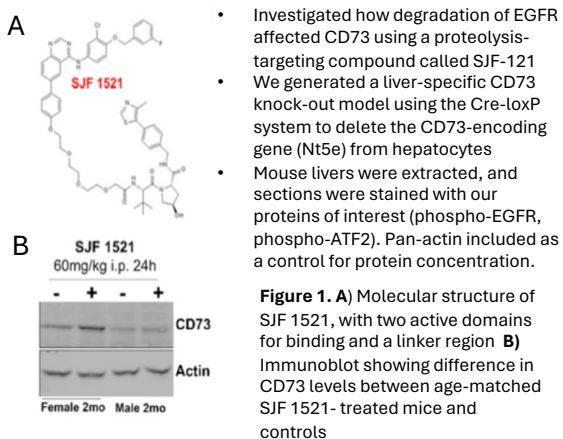 A
SJF 1521
B
SJF 1521
60mg/kg i.p. 24h
- + - +
CD73
Actin
Female 2mo Male 2mo
• Investigated how degradation of EGFR
affected CD73 using a proteolysis-
targeting compound called SJF-121
• We generated a liver-specific CD73
knock-out model using the Cre-loxP
system to delete the CD73-encoding
gene (Nt5e) from hepatocytes
• Mouse livers were extracted, and
sections were stained with our
proteins of interest (phospho-EGFR,
phospho-ATF2). Pan-actin included as
a control for protein concentration.
Figure 1. A) Molecular structure of
SJF 1521, with two active domains
for binding and a linker region B)
Immunoblot showing difference in
CD73 levels between age-matched
SJF 1521- treated mice and
controls